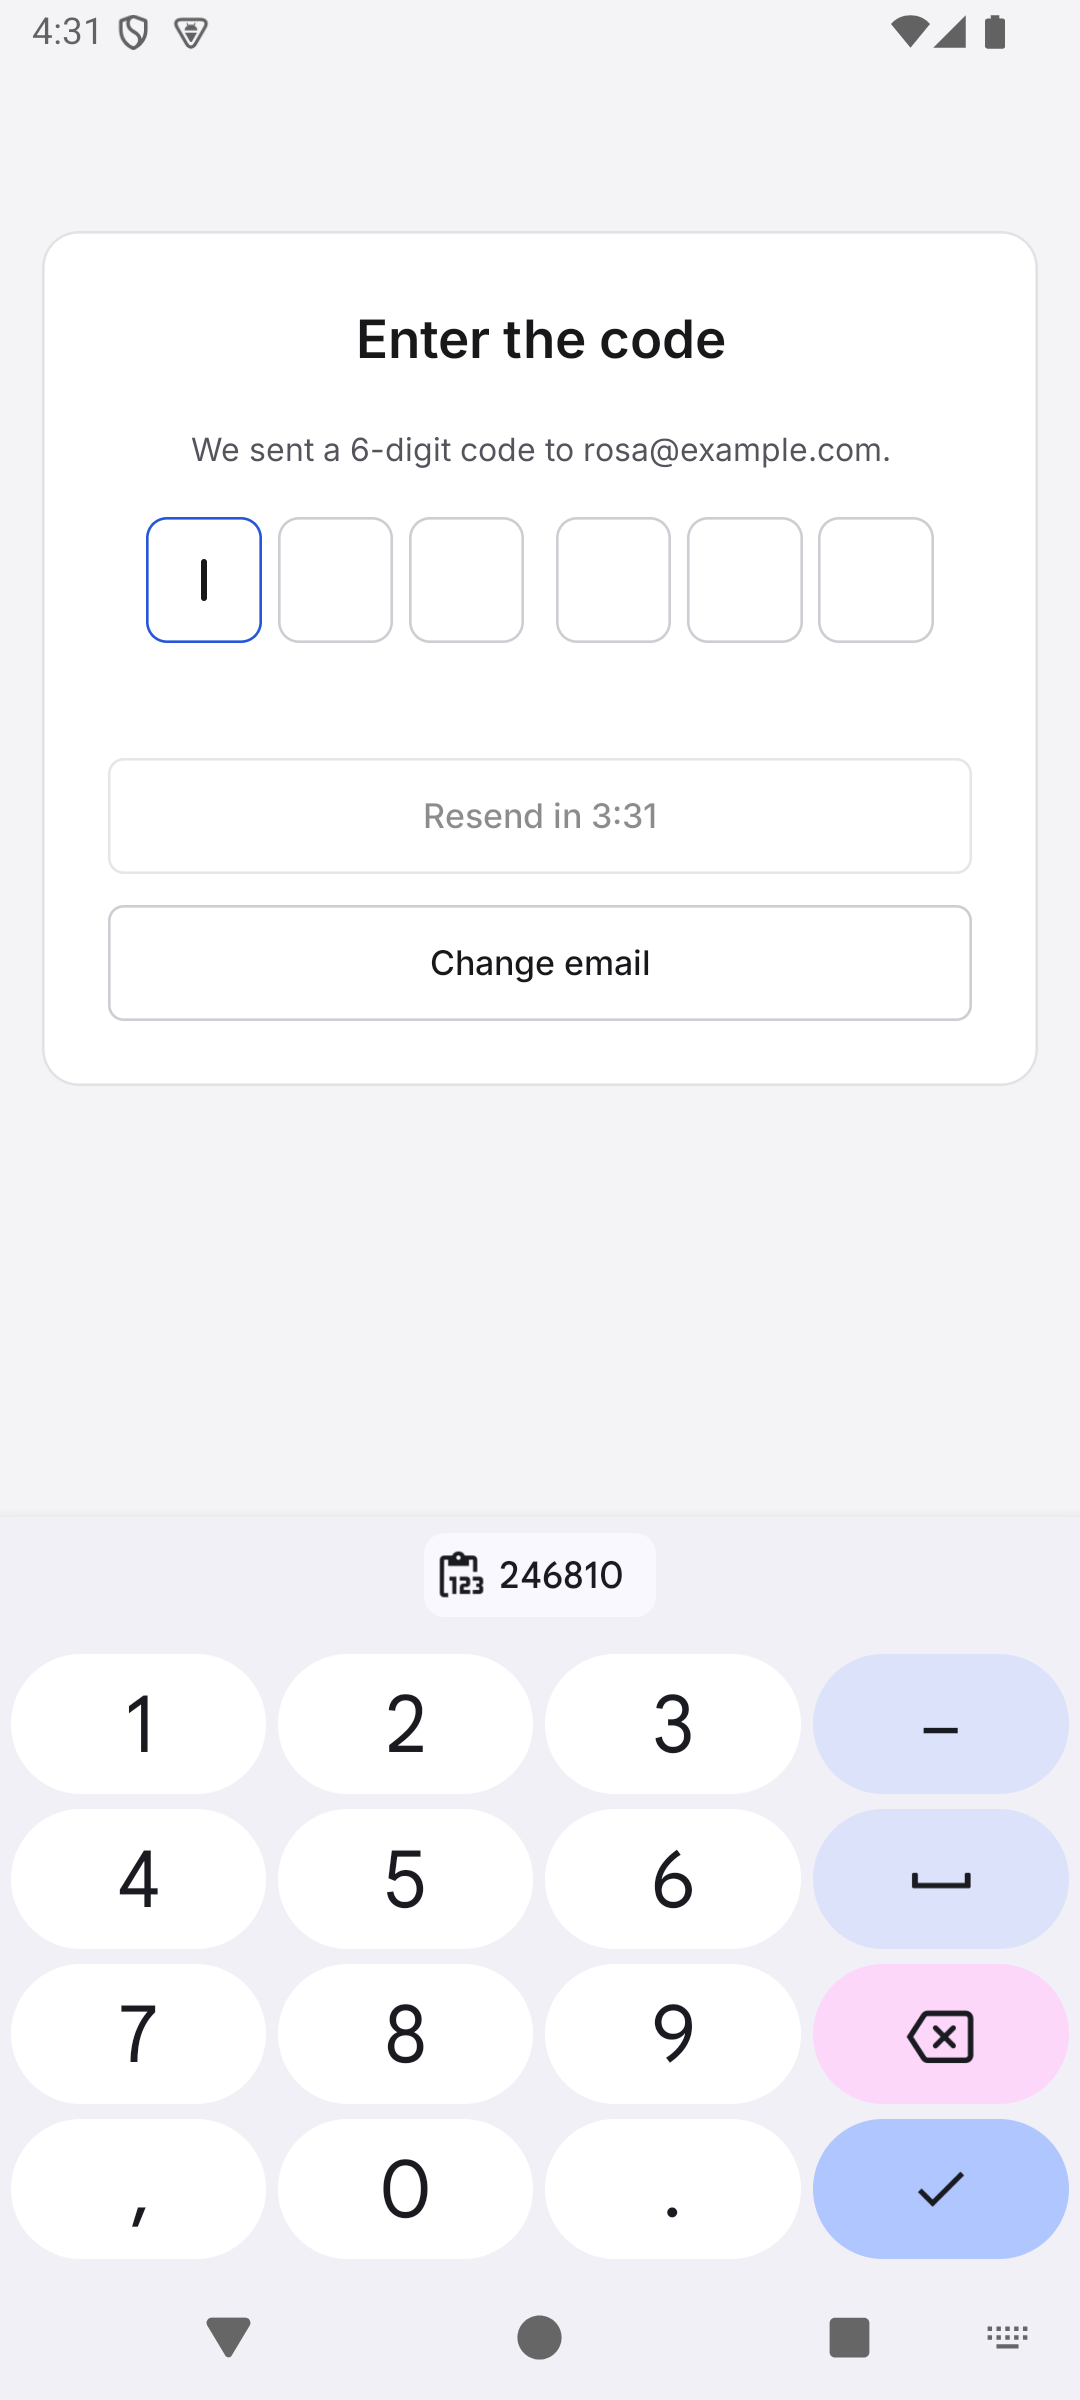 4:31
Enter the code
We sent a 6-digit code to rosa@example.com.
Resend in 3:31
Change email
123 246810
1 2 3 –
4 5 6
7 8 9
, 0 .